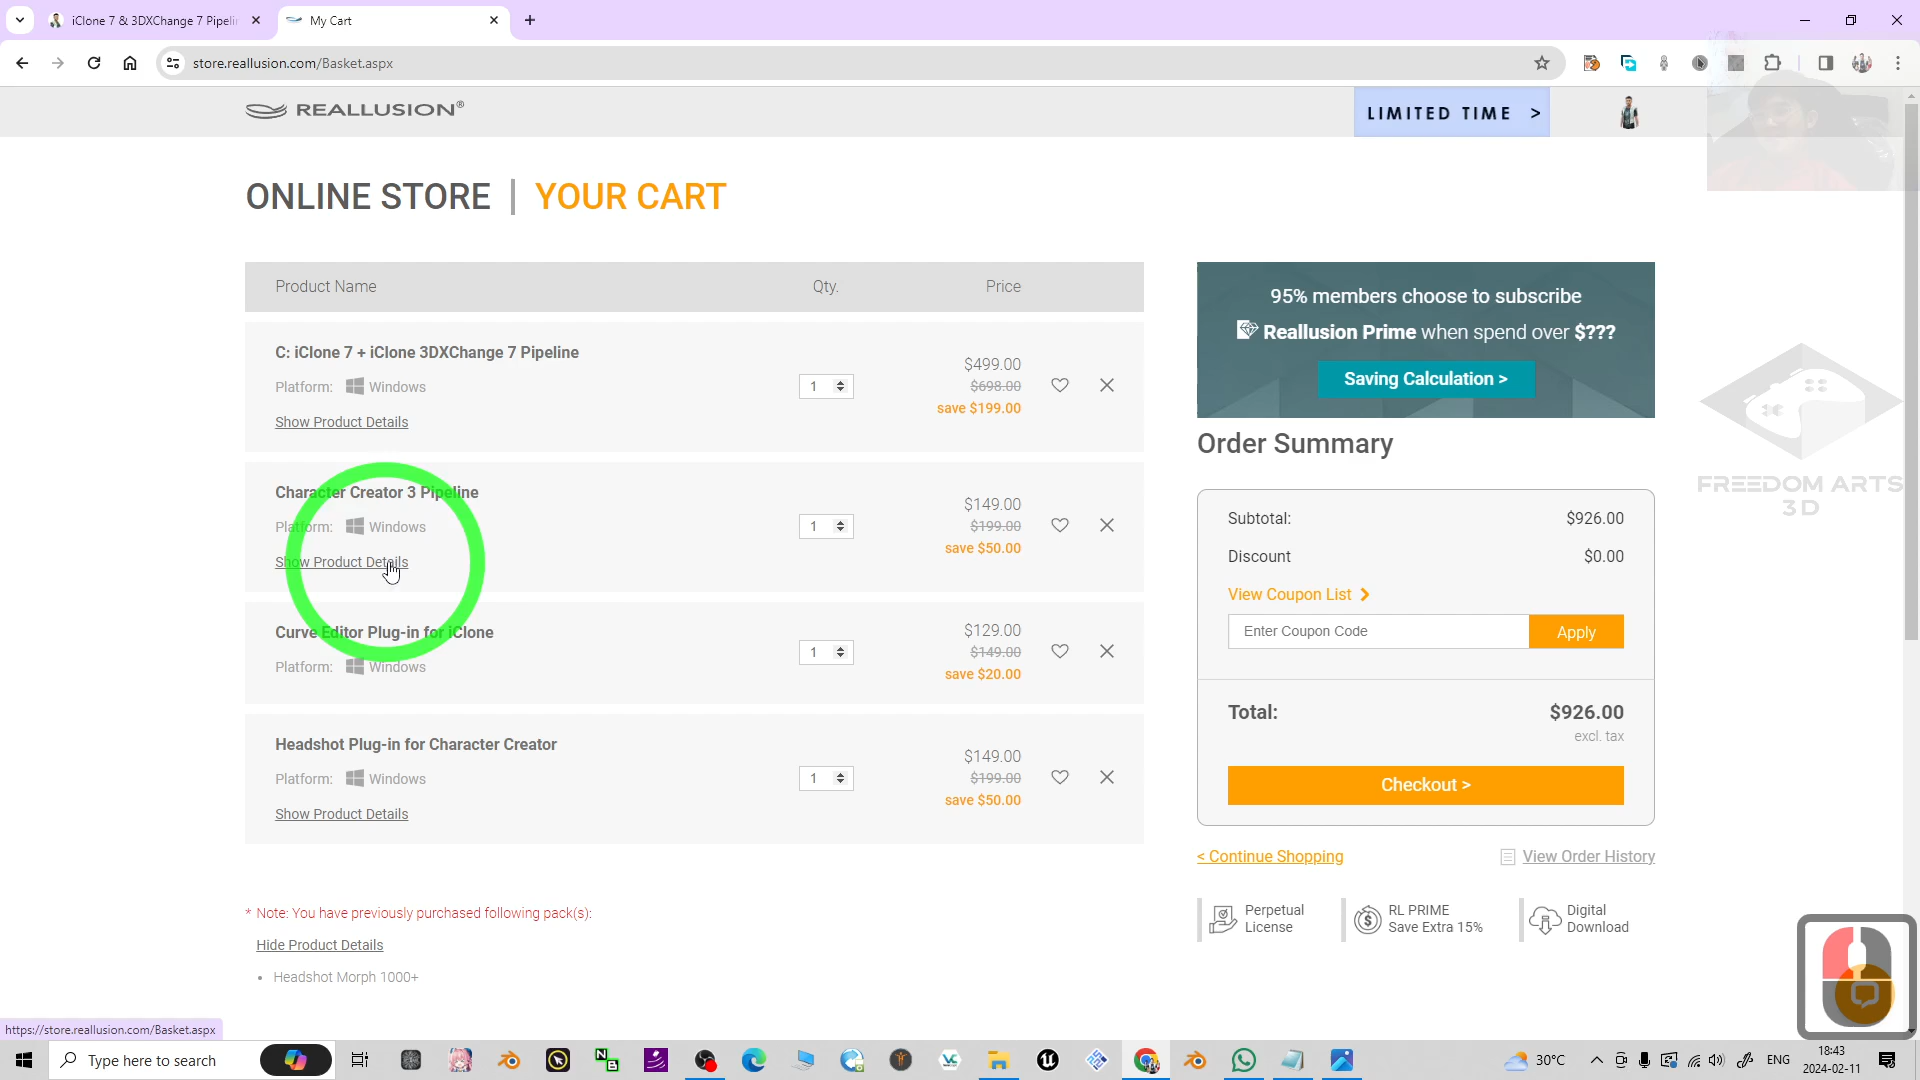 iClone 7 & 3DXChange 7 Pipelin
My Cart
store.reallusion.com/Basket.aspx
REALLUSION®
LIMITED TIME >
ONLINE STORE | YOUR CART
Product Name Qty. Price
C: iClone 7 + iClone 3DXChange 7 Pipeline
Platform: Windows
Show Product Details
1
$499.00
$698.00
save $199.00
Character Creator 3 Pipeline
Platform: Windows
Show Product Details
1
$149.00
$199.00
save $50.00
Curve Editor Plug-in for iClone
Platform: Windows
1
$129.00
$149.00
save $20.00
Headshot Plug-in for Character Creator
Platform: Windows
Show Product Details
1
$149.00
$199.00
save $50.00
* Note: You have previously purchased following pack(s):
Hide Product Details
• Headshot Morph 1000+
95% members choose to subscribe
Reallusion Prime when spend over $???
Saving Calculation >
Order Summary
Subtotal: $926.00
Discount $0.00
View Coupon List >
Enter Coupon Code Apply
Total: $926.00
excl. tax
Checkout >
< Continue Shopping View Order History
Perpetual License
RL PRIME Save Extra 15%
Digital Download
FREEDOM ARTS
3D
https://store.reallusion.com/Basket.aspx
Type here to search
30°C
ENG
18:43
2024-02-11